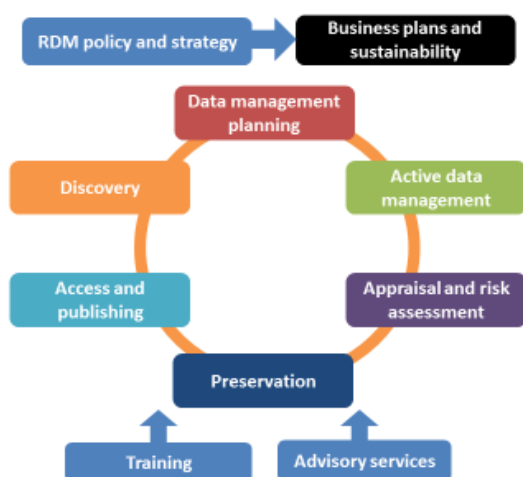 RDM policy and strategy
Business plans and
sustainability
Data management
planning
Discovery
Active data
management
Access and
publishing
Appraisal and risk
assessment
Preservation
Training
Advisory services